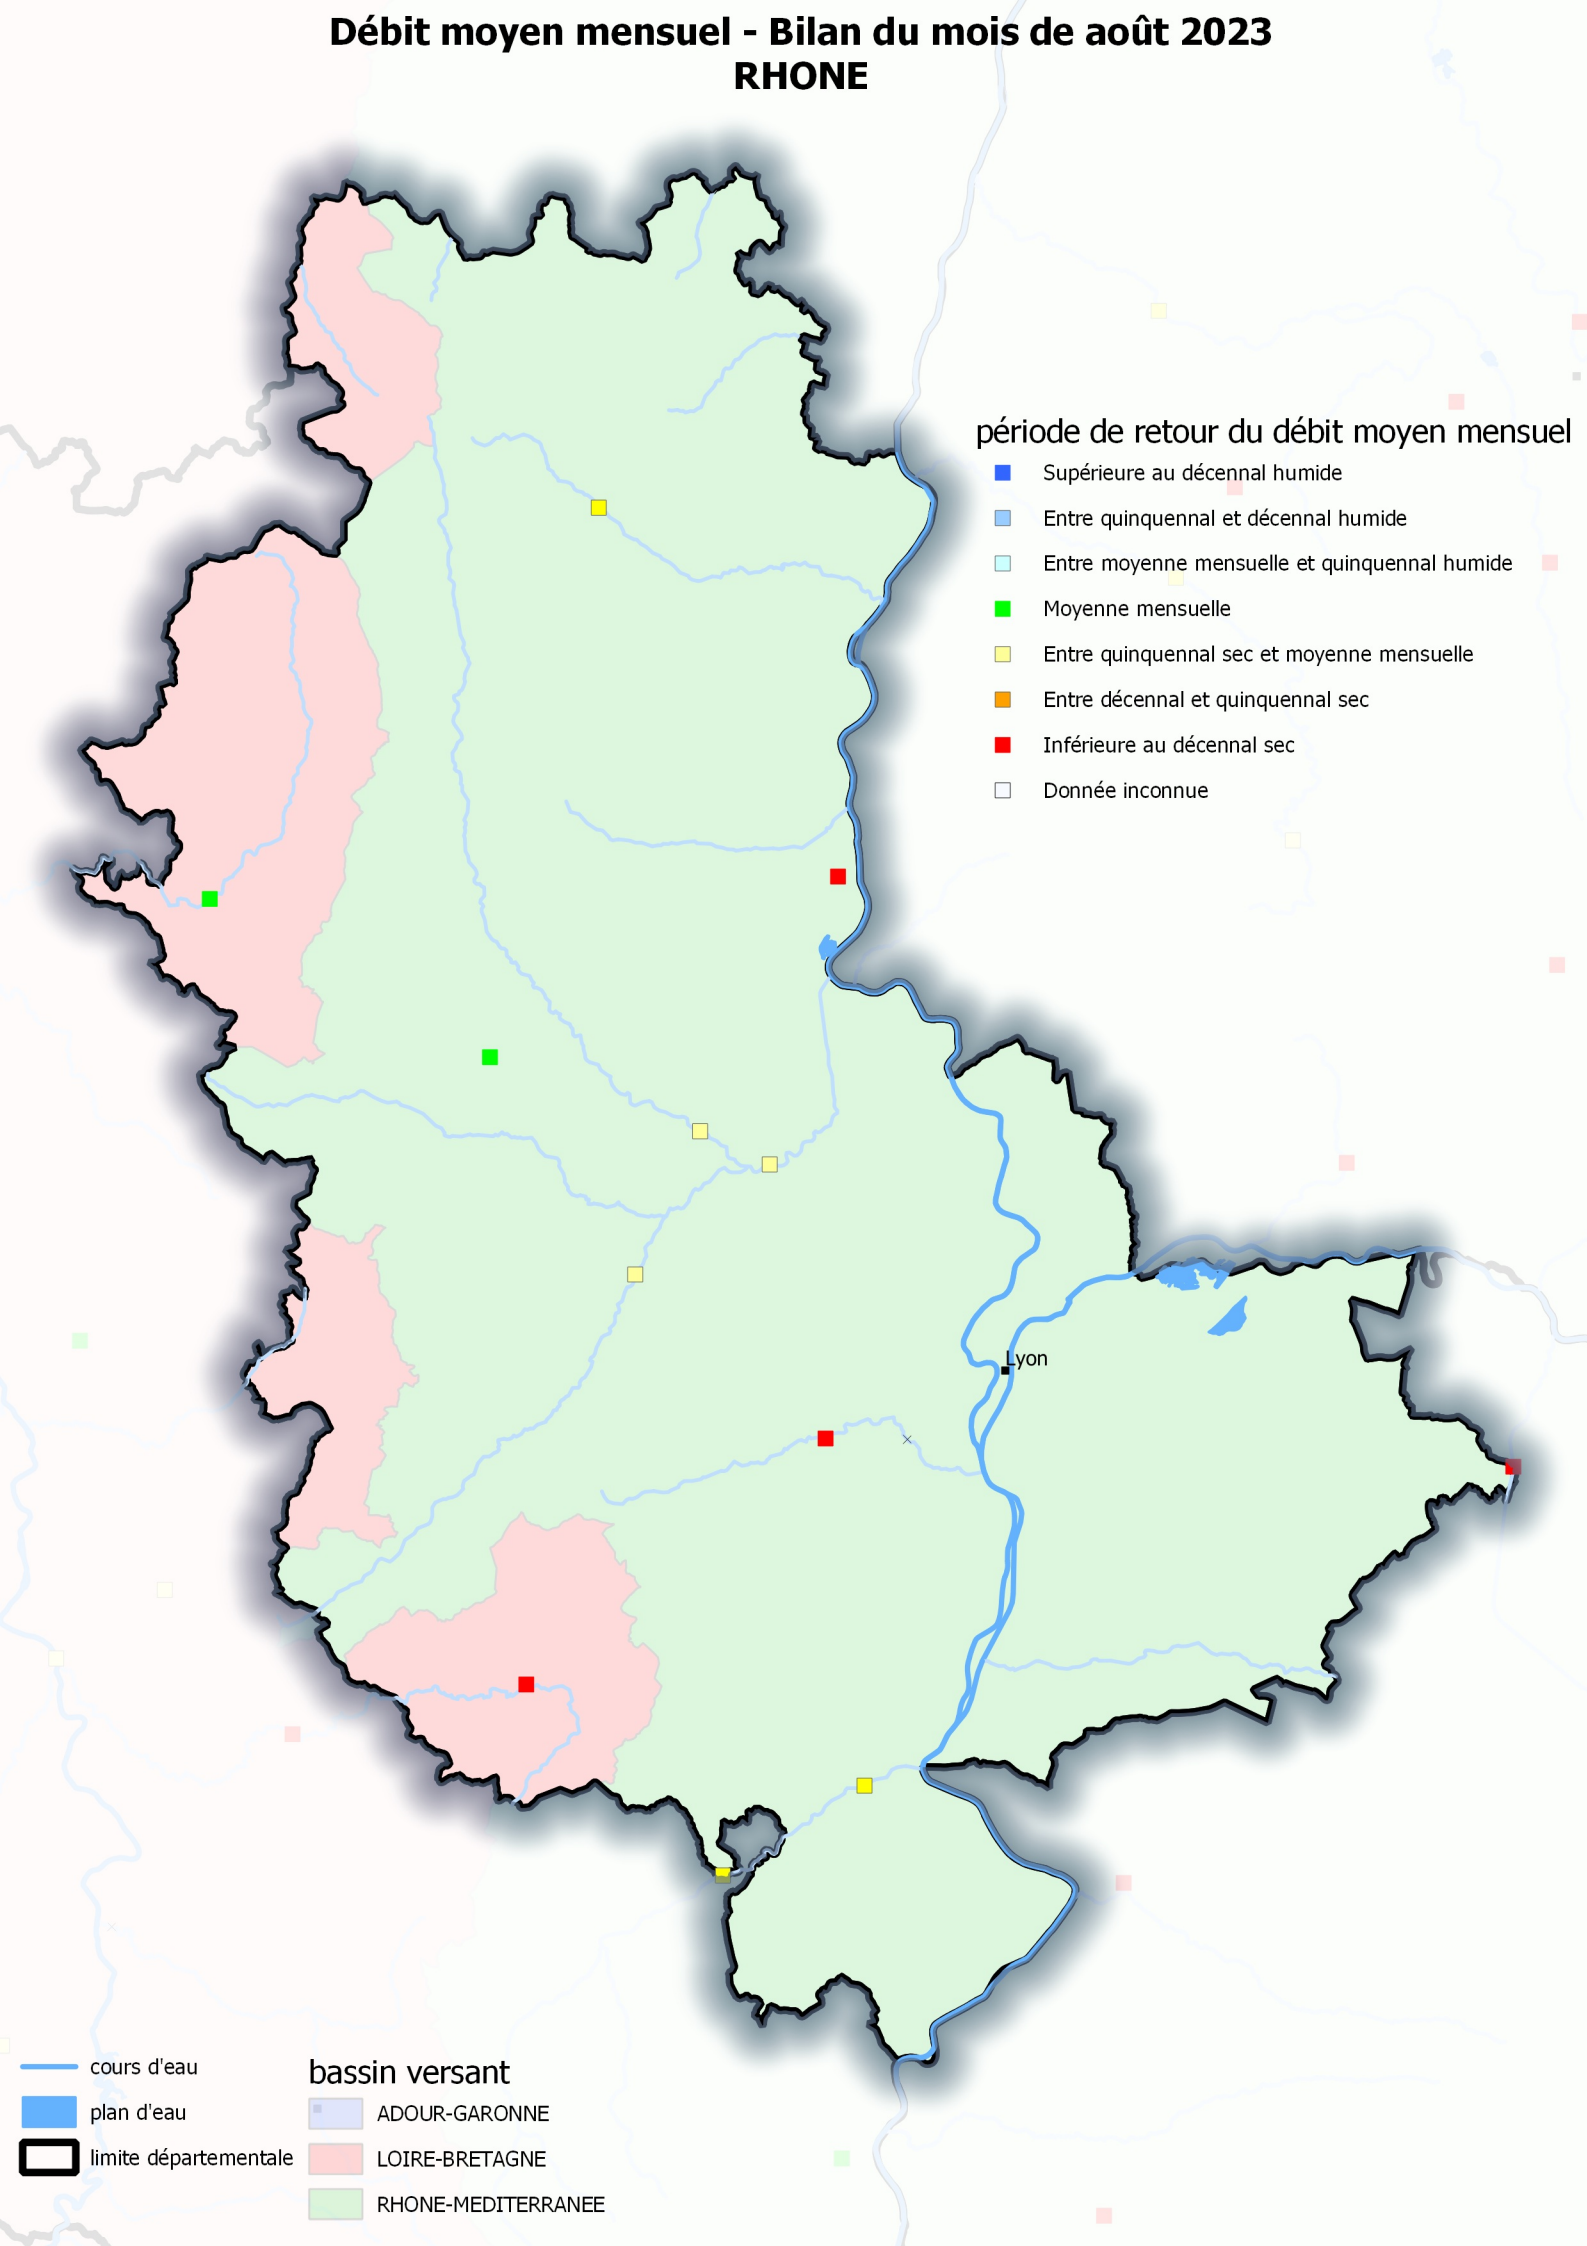 Débit moyen mensuel - Bilan du mois de août 2023
RHONE
période de retour du débit moyen mensuel
Supérieure au décennal humide
Entre quinquennal et décennal humide
Entre moyenne mensuelle et quinquennal humide
Moyenne mensuelle
Entre quinquennal sec et moyenne mensuelle
Entre décennal et quinquennal sec
Inférieure au décennal sec
Donnée inconnue
Lyon
cours d'eau
plan d'eau
limite départementale
bassin versant
ADOUR-GARONNE
LOIRE-BRETAGNE
RHONE-MEDITERRANEE